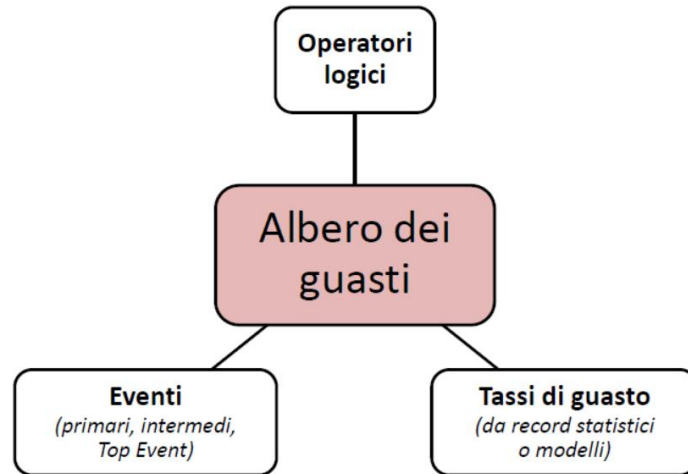 Operatori
logici
Albero dei
guasti
Eventi
(primari, intermedi,
Top Event)
Tassi di guasto
(da record statistici
o modelli)